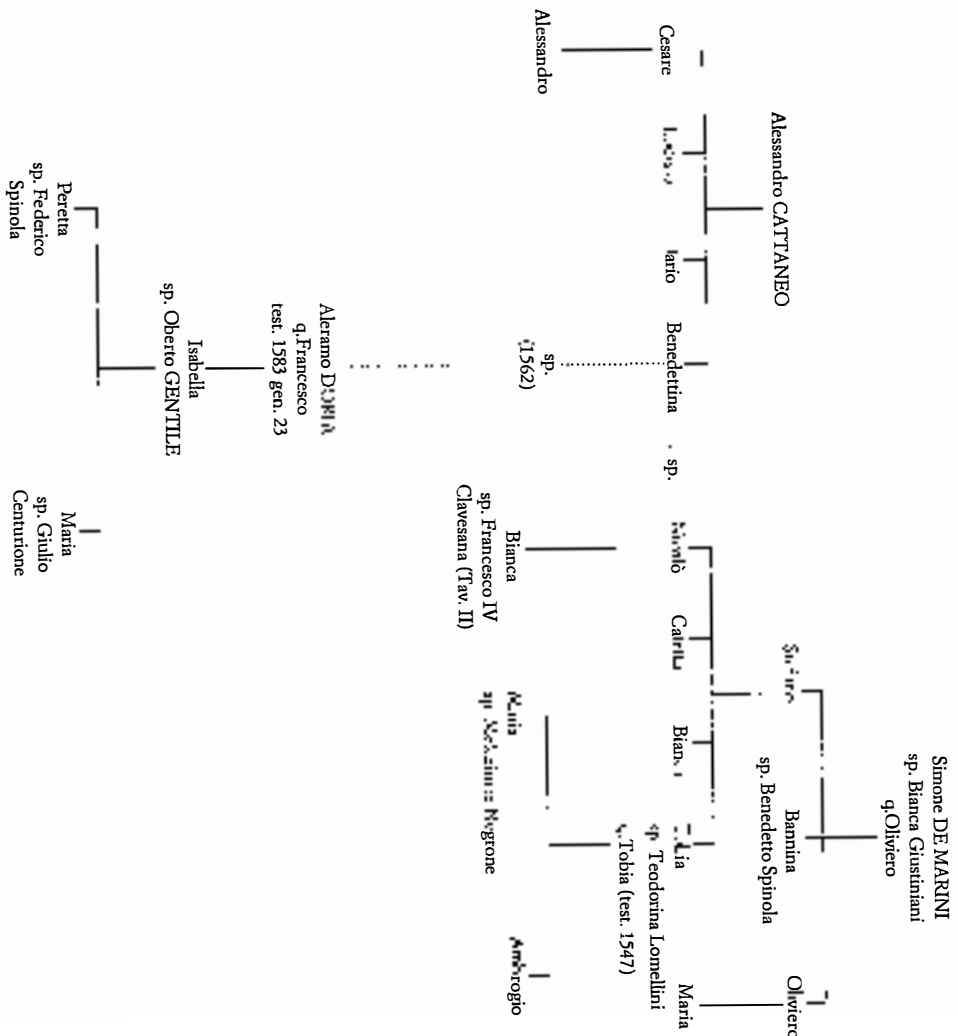 Simone DE MARINI
sp. Bianca Giustiniani
q.Oliviero
Bannina
sp. Benedetto Spinola
Oliviero
Alessandro CATTANEO
Cesare
Benedettina
sp.
Nicolò
Teodorina Lomellini
Tobia (test. 1547)
Maria
Alessandro
sp.
(1562)
Bianca
sp. Francesco IV
Clavesana (Tav. II)
Negrone
Ambrogio
Aleramo DORIA
q.Francesco
test. 1583 gen. 23
Isabella
sp. Oberto GENTILE
Peretta
sp. Federico
Spinola
Maria
sp. Giulio
Centurione